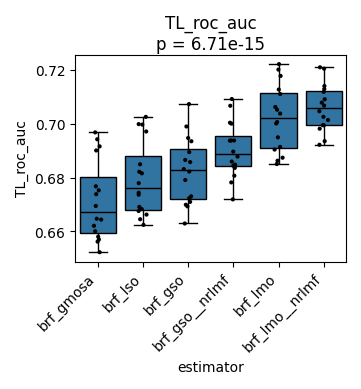 TL_roc_auc
p = 6.71e-15
TL_roc_auc
0.72
0.70
0.68
0.66
brf_gmosa
brf_lso
brf_gso
brf_gso__nrlmf
brf_lmo
brf_lmo__nrlmf
estimator